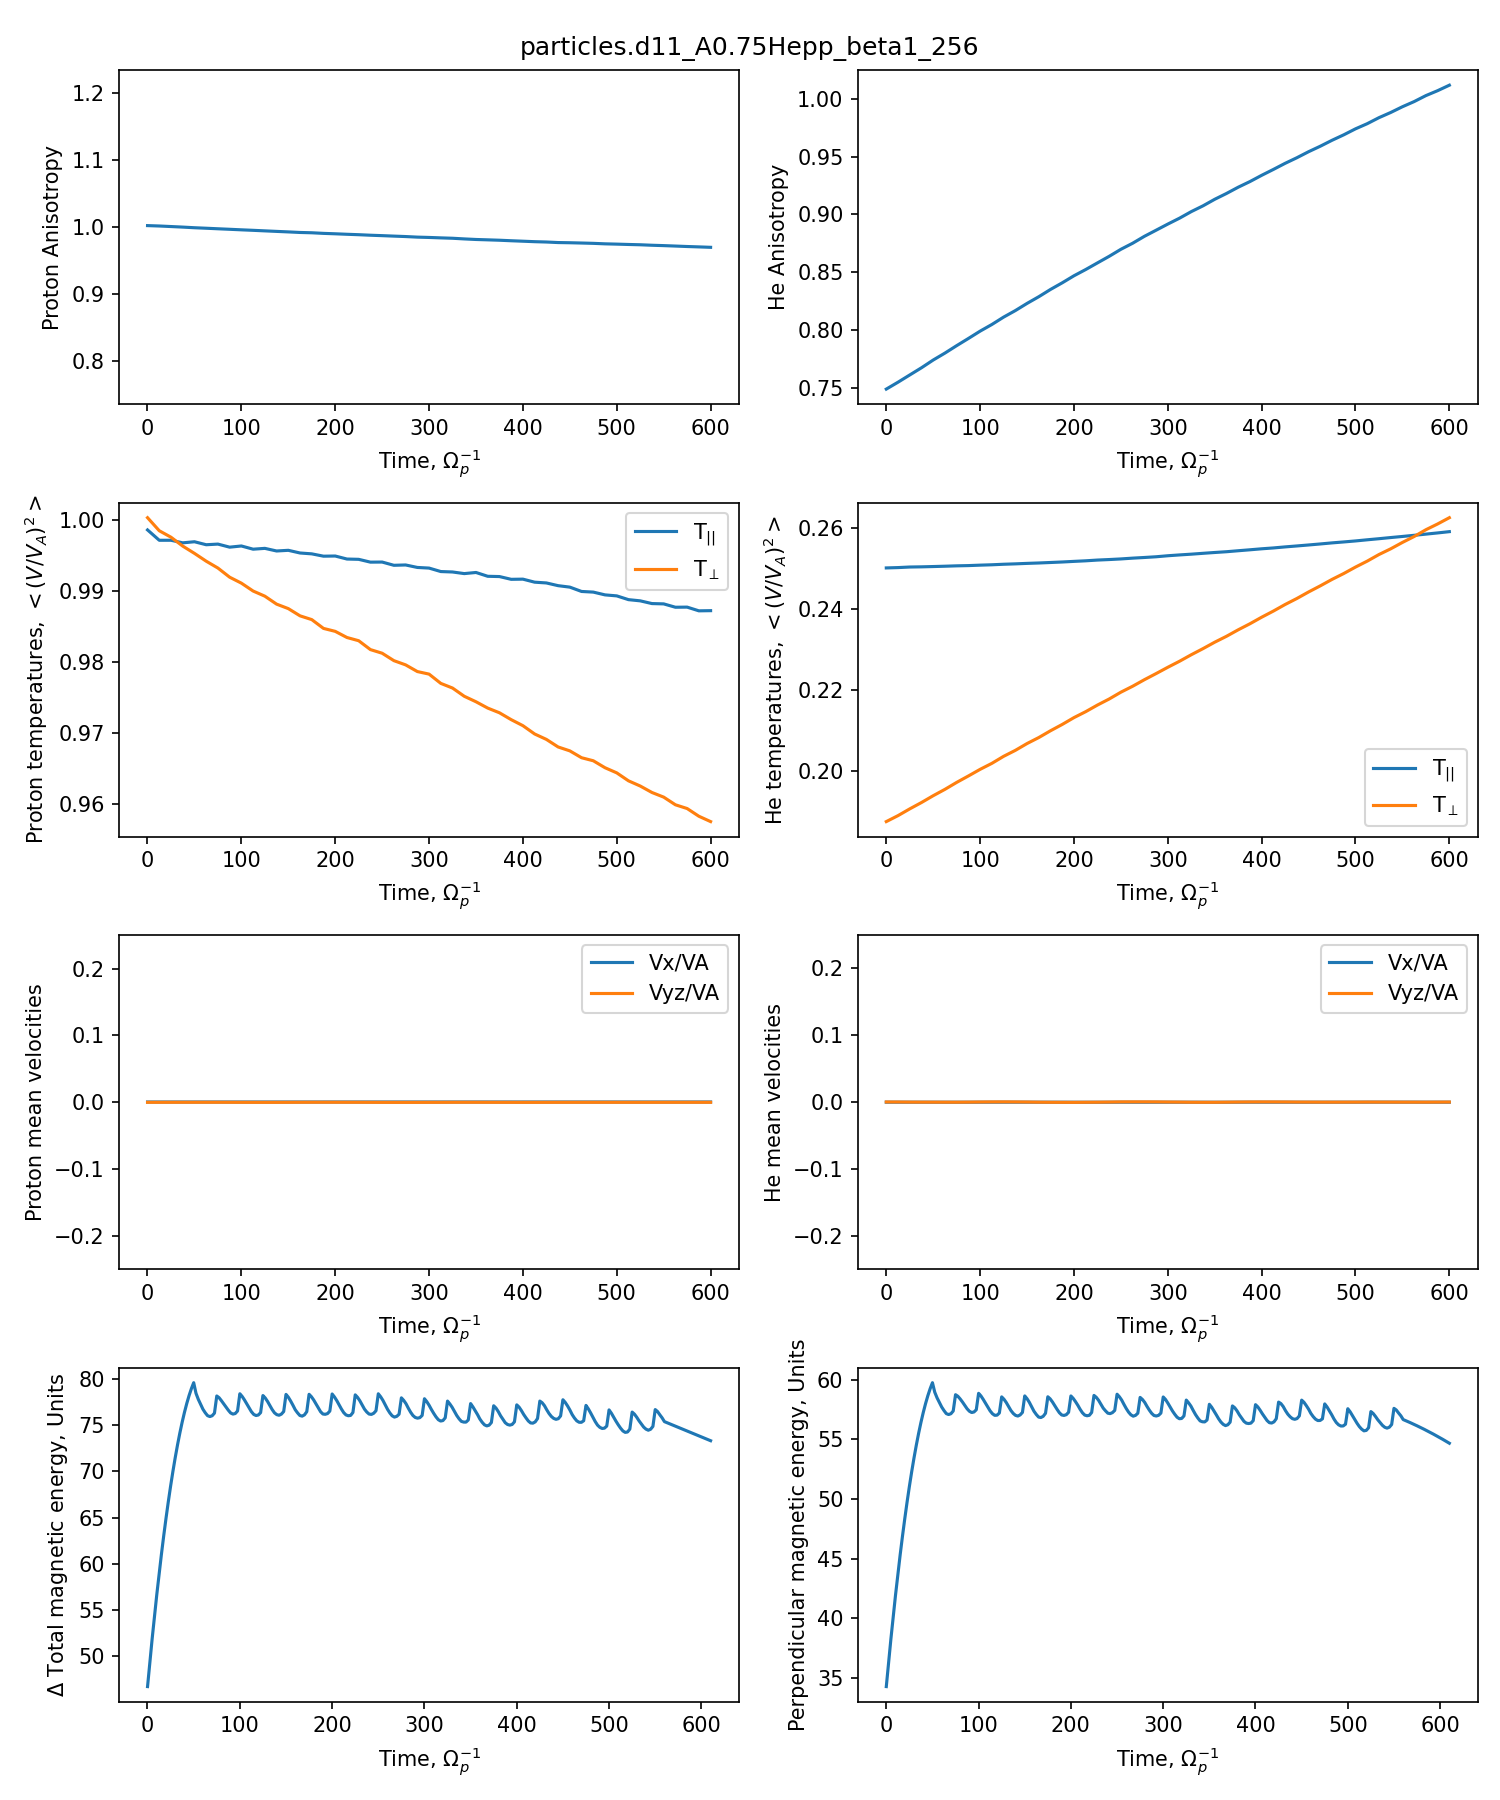 particles.d11_A0.75Hepp_beta1_256
Proton Anisotropy
1.2
1.1
1.0
0.9
0.8
0 100 200 300 400 500 600
Time, Ω_p^{-1}
He Anisotropy
1.00
0.95
0.90
0.85
0.80
0.75
0 100 200 300 400 500 600
Time, Ω_p^{-1}
Proton temperatures, < (V/V_A)^2 >
1.00
0.99
0.98
0.97
0.96
T_{||}
T_⊥
0 100 200 300 400 500 600
Time, Ω_p^{-1}
He temperatures, < (V/V_A)^2 >
0.26
0.24
0.22
0.20
T_{||}
T_⊥
0 100 200 300 400 500 600
Time, Ω_p^{-1}
Proton mean velocities
0.2
0.1
0.0
−0.1
−0.2
Vx/VA
Vyz/VA
0 100 200 300 400 500 600
Time, Ω_p^{-1}
He mean velocities
0.2
0.1
0.0
−0.1
−0.2
Vx/VA
Vyz/VA
0 100 200 300 400 500 600
Time, Ω_p^{-1}
Δ Total magnetic energy, Units
80
75
70
65
60
55
50
0 100 200 300 400 500 600
Time, Ω_p^{-1}
Perpendicular magnetic energy, Units
60
55
50
45
40
35
0 100 200 300 400 500 600
Time, Ω_p^{-1}